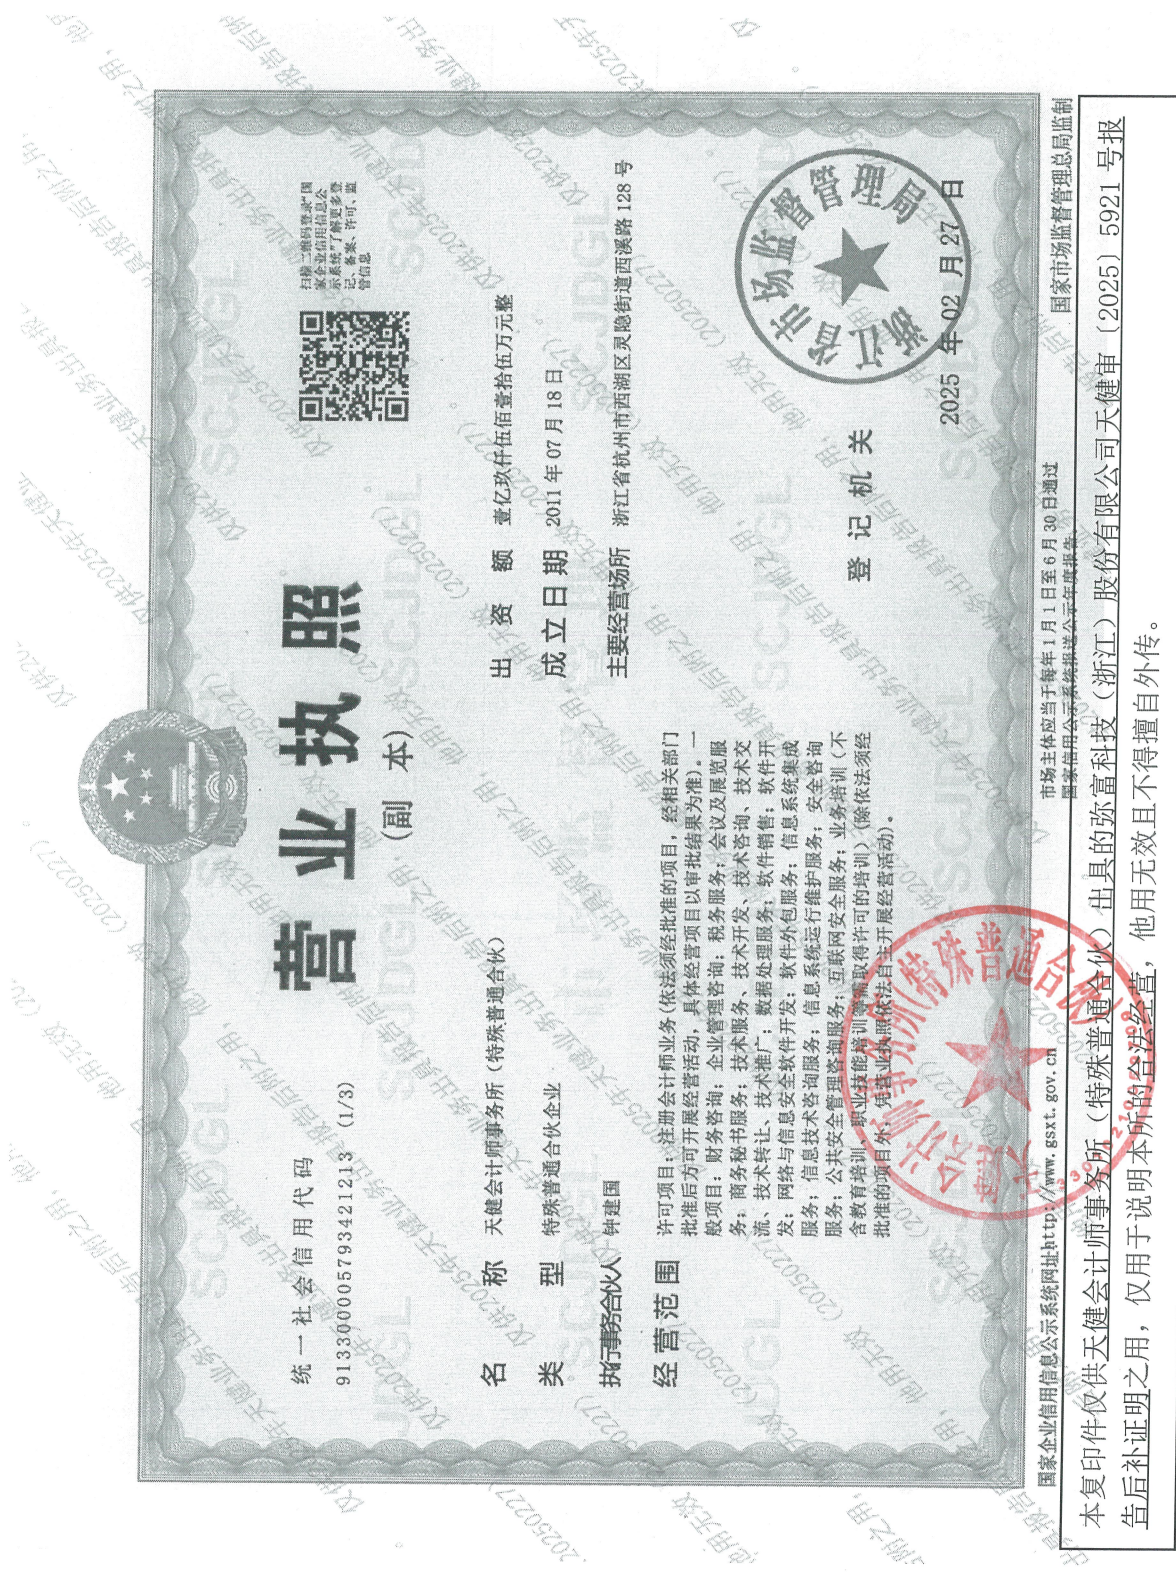 统一社会信用代码
913300005793421213 (1/3)
营业执照
(副 本)
扫描二维码登录“国
家企业信用信息公
示系统”了解更多登
记、备案、许可、监
管信息
名 称 天健会计师事务所（特殊普通合伙）
类 型 特殊普通合伙企业
执行事务合伙人 钟建国
经营范围 许可项目：注册会计师业务(依法须经批准的项目，经相关部门
批准后方可开展经营活动，具体经营项目以审批结果为准)。一
般项目：财务咨询；企业管理咨询；税务服务；会议及展览服
务；商务秘书服务；技术服务、技术开发、技术咨询、技术交
流、技术转让、技术推广；数据处理服务；软件销售；软件开
发；网络与信息安全软件开发；软件外包服务；信息系统集成
服务；信息技术咨询服务；信息系统运行维护服务；安全咨询
服务；公共安全管理咨询服务；互联网安全服务；业务培训（不
含教育培训、职业技能培训等需取得许可的培训）(除依法须经
批准的项目外，凭营业执照依法自主开展经营活动)。
出 资 额 壹亿玖仟伍佰壹拾伍万元整
成立日期 2011年07月18日
主要经营场所 浙江省杭州市西湖区灵隐街道西溪路128号
登记机关
浙江省市场监督管理局
2025 年 02 月 27 日
国家企业信用信息公示系统网址http://www.gsxt.gov.cn
市场主体应当于每年1月1日至6月30日通过
国家信用公示系统报送公示年度报告。
国家市场监督管理总局监制
本复印件仅供天健会计师事务所（特殊普通合伙）出具的弥富科技（浙江）股份有限公司天健审〔2025〕5921 号报
告后补证明之用，仅用于说明本所的合法经营，他用无效且不得擅自外传。